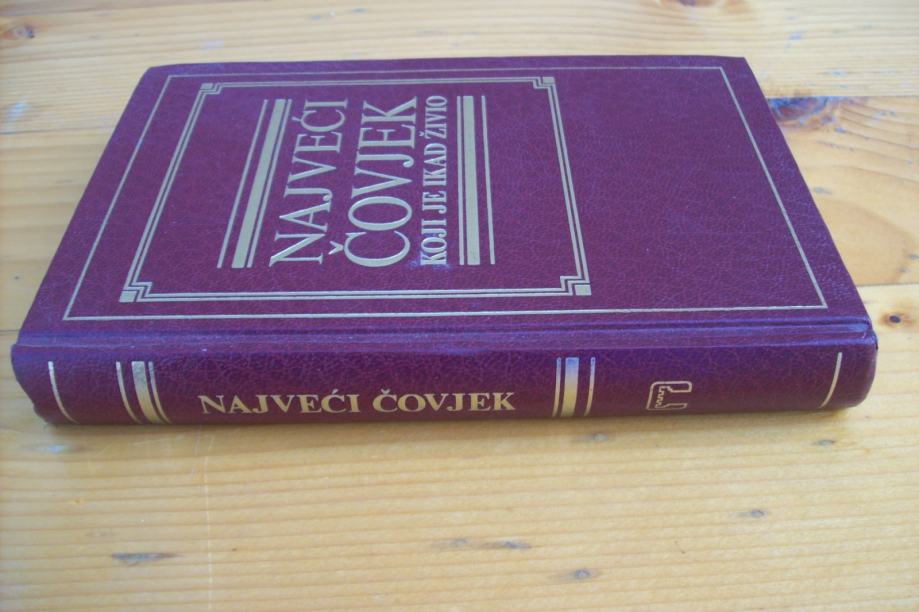 NAJVEĆI
ČOVJEK
KOJI JE IKAD ŽIVIO
NAJVEĆI ČOVJEK